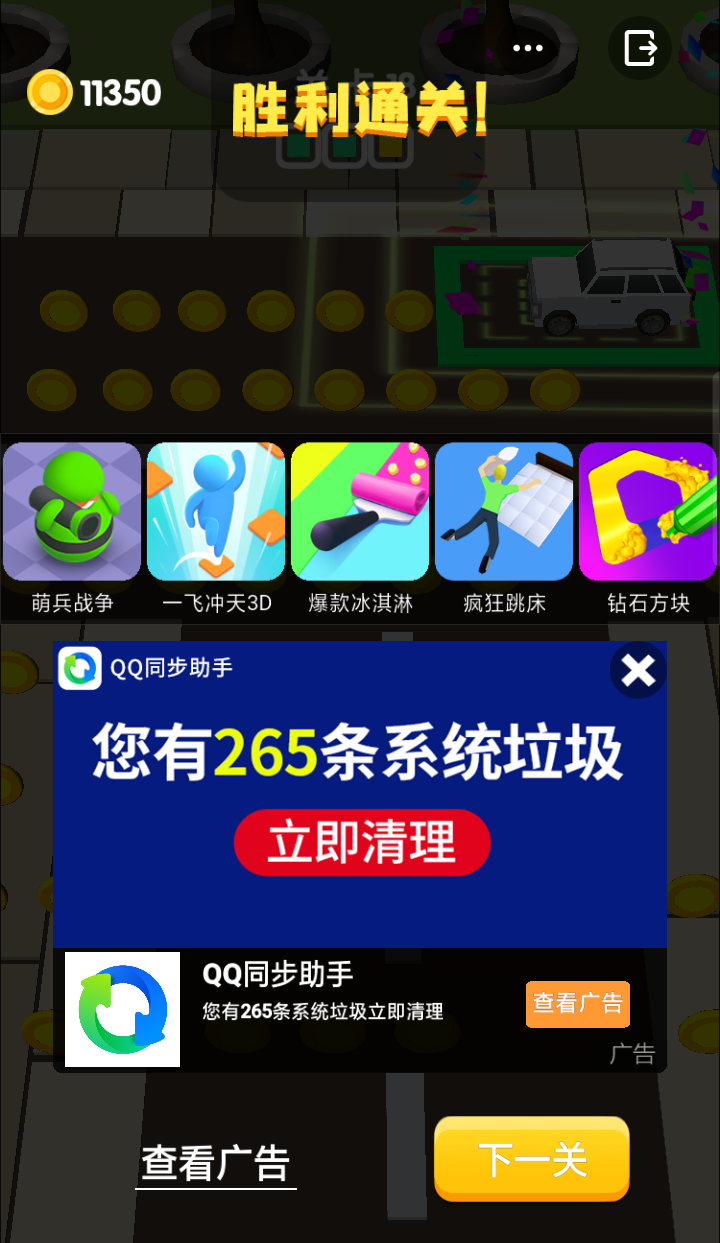 11350
胜利通关!
萌兵战争
一飞冲天3D
爆款冰淇淋
疯狂跳床
钻石方块
QQ同步助手
您有265条系统垃圾
立即清理
QQ同步助手
您有265条系统垃圾立即清理
查看广告
广告
查看广告
下一关